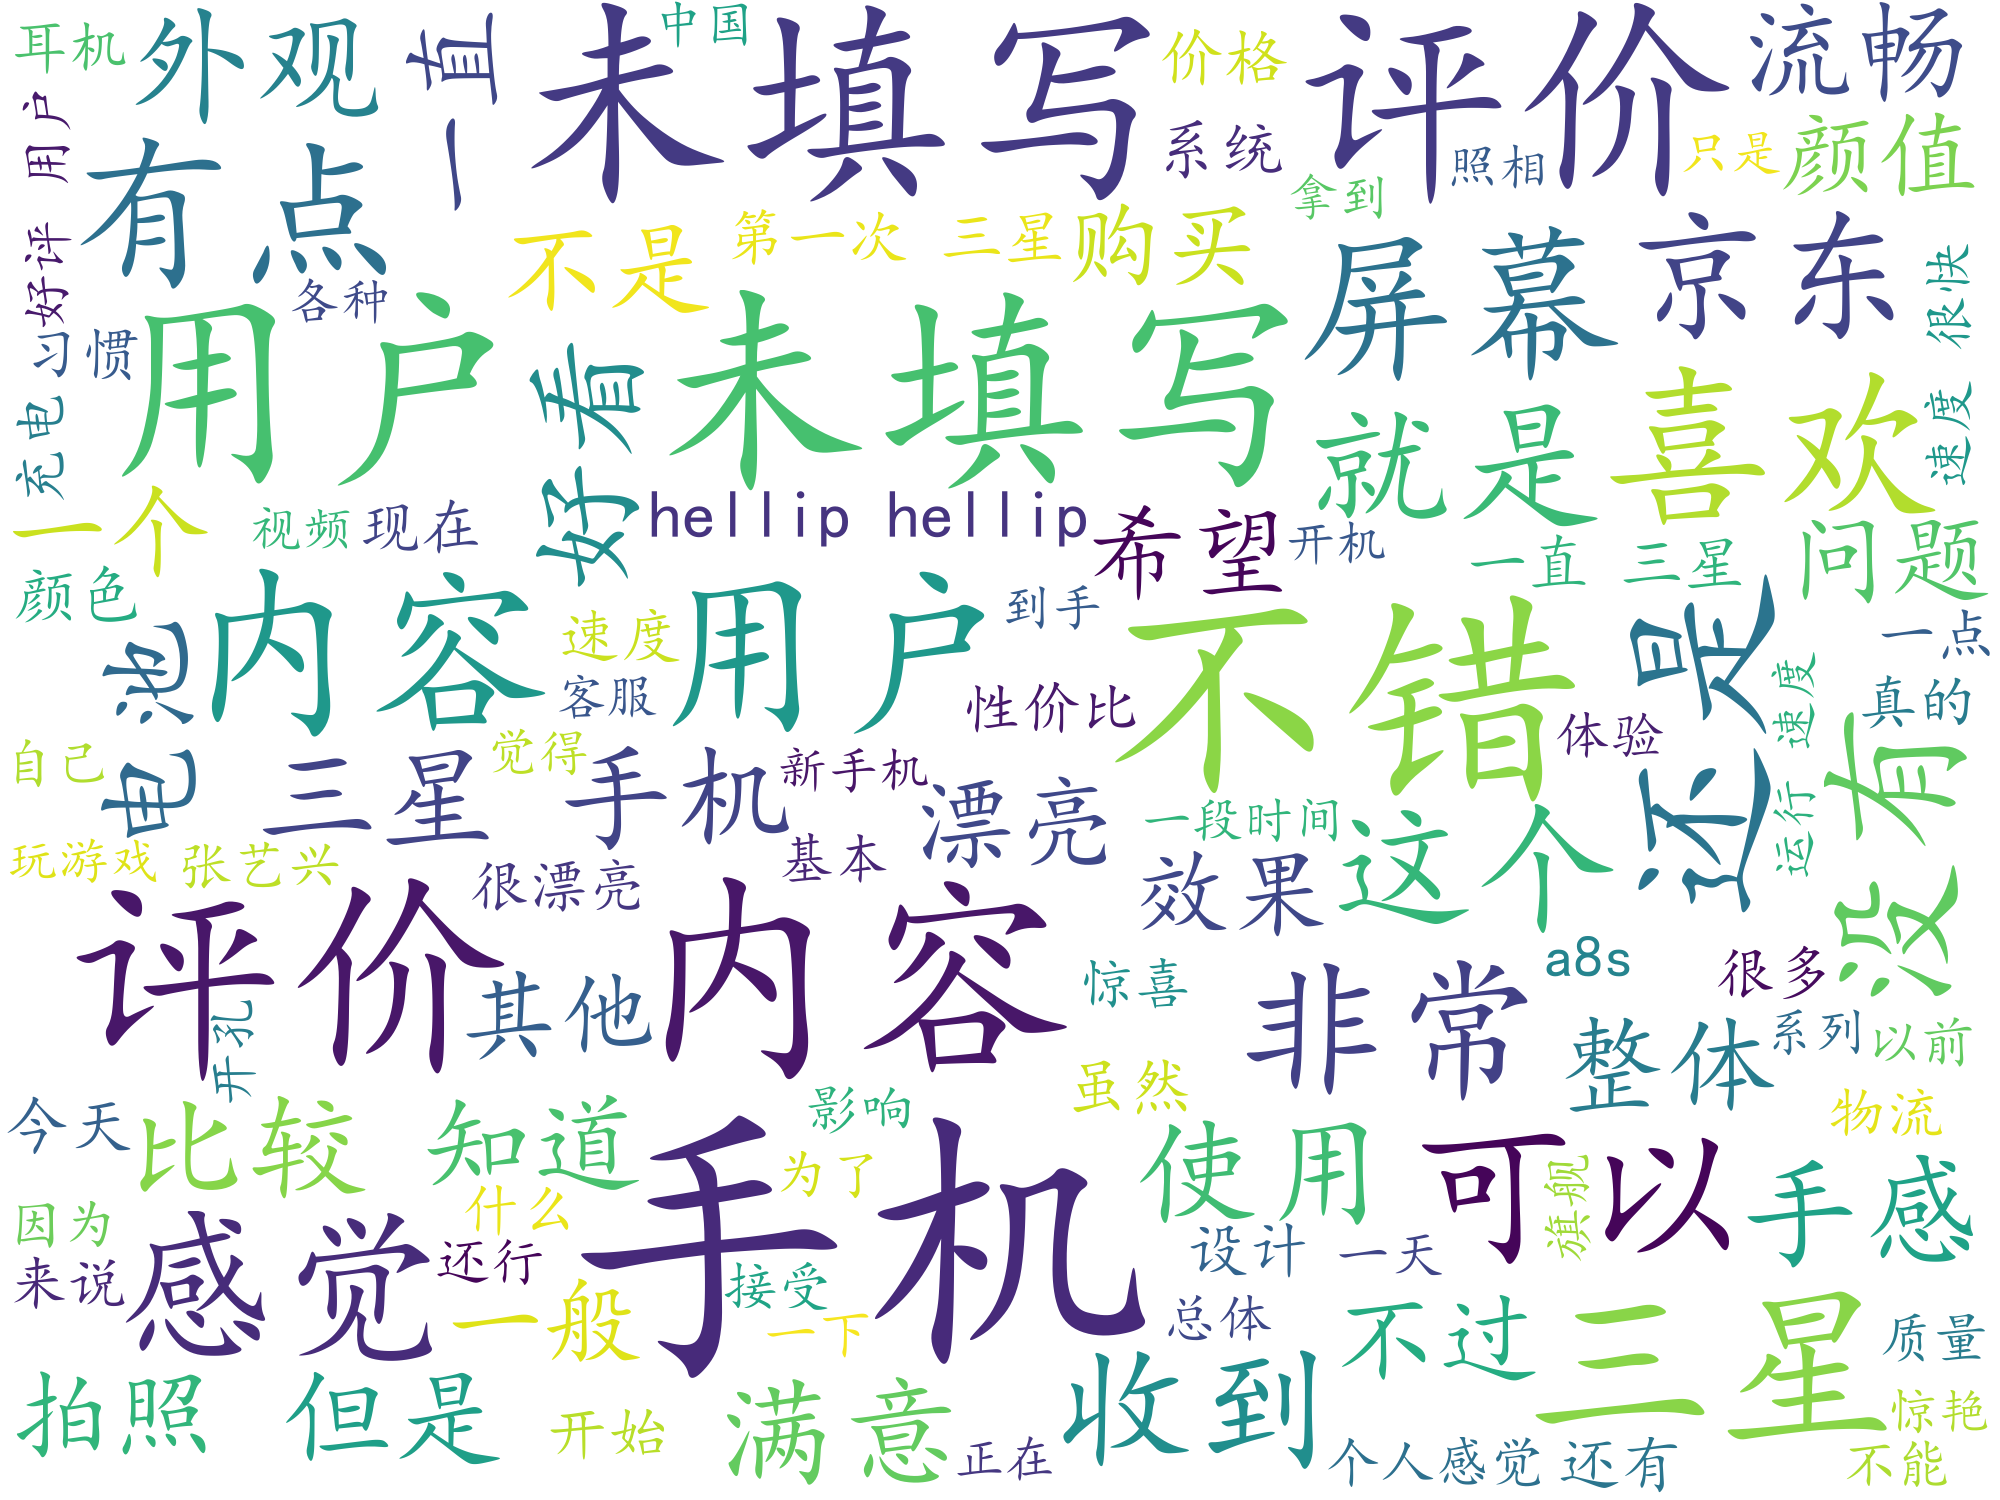 耳机 外观 一直 未填写 评价 中国 价格 流畅
用户 好评 有点 系统 照相 只是 颜值
各种 不是 第一次 三星 购买 拿到 屏幕 京东 很快
习惯 用户 未填写 好看 就是 喜欢 速度
充电
一个 视频 现在 hellip hellip 希望 开机 一直 三星 问题
颜色 内容 用户 到手 不错 还是 一点
电池 速度 客服 性价比 体验 速度 运行 真的 没有
自己 三星 手机 觉得 新手机 漂亮 一段时间 这个
玩游戏 张艺兴 很漂亮 基本 效果
评价 内容 其他 惊喜 非常 a8s 很多
开孔 整体 系列 以前
今天 比较 知道 影响 虽然 使用 可以 物流
因为 什么 为了 手机 旗舰 手感
来说 感觉 还行 接受 设计 一天
一般 一下 总体 不过 三星 质量
拍照 但是 开始 满意 收到 惊艳
正在 个人感觉 还有 不能